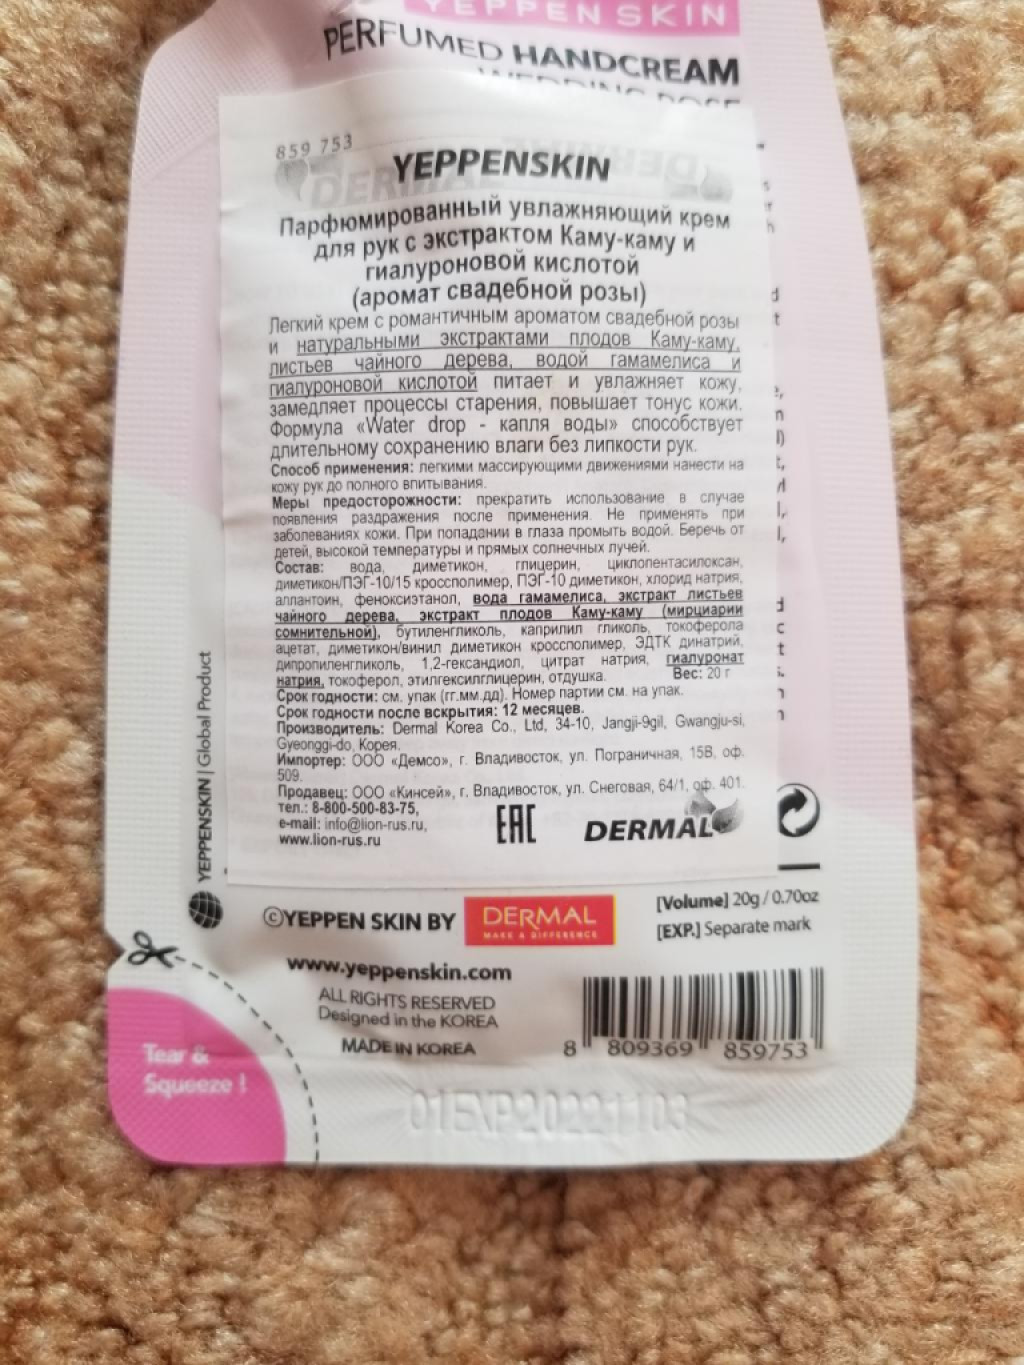 YEPPEN SKIN
PERFUMED HANDCREAM
WEDDING ROSE
859 753
YEPPENSKIN
Парфюмированный увлажняющий крем
для рук с экстрактом Каму-каму и
гиалуроновой кислотой
(аромат свадебной розы)
Легкий крем с романтичным ароматом свадебной розы
и натуральными экстрактами плодов Каму-каму,
листьев чайного дерева, водой гамамелиса и
гиалуроновой кислотой питает и увлажняет кожу,
замедляет процессы старения, повышает тонус кожи.
Формула «Water drop - капля воды» способствует
длительному сохранению влаги без липкости рук.
Способ применения: легкими массирующими движениями нанести на
кожу рук до полного впитывания.
Меры предосторожности: прекратить использование в случае
появления раздражения после применения. Не применять при
заболеваниях кожи. При попадании в глаза промыть водой. Беречь от
детей, высокой температуры и прямых солнечных лучей.
Состав: вода, диметикон, глицерин, циклопентасилоксан,
диметикон/ПЭГ-10/15 кроссполимер, ПЭГ-10 диметикон, хлорид натрия,
аллантоин, феноксиэтанол, вода гамамелиса, экстракт листьев
чайного дерева, экстракт плодов Каму-каму (мирциарии
сомнительной), бутиленгликоль, каприлил гликоль, токоферола
ацетат, диметикон/винил диметикон кроссполимер, ЭДТК динатрий,
дипропиленгликоль, 1,2-гександиол, цитрат натрия, гиалуронат
натрия, токоферол, этилгексилглицерин, отдушка. Вес: 20 г
Срок годности: см. упак (гг.мм.дд). Номер партии см. на упак.
Срок годности после вскрытия: 12 месяцев.
Производитель: Dermal Korea Co., Ltd, 34-10, Jangji-9gil, Gwangju-si,
Gyeonggi-do, Корея.
Импортер: ООО «Демсо», г. Владивосток, ул. Пограничная, 15В, оф.
509.
Продавец: ООО «Кинсей», г. Владивосток, ул. Снеговая, 64/1, оф. 401.
тел.: 8-800-500-83-75,
e-mail: info@lion-rus.ru,
www.lion-rus.ru
EAC
DERMAL
YEPPENSKIN | Global Product
©YEPPEN SKIN BY
DERMAL
MAKE A DIFFERENCE
[Volume] 20g / 0.70oz
[EXP.] Separate mark
www.yeppenskin.com
ALL RIGHTS RESERVED
Designed in the KOREA
MADE IN KOREA
8 809369 859753
Tear &
Squeeze !
01EXP20221103